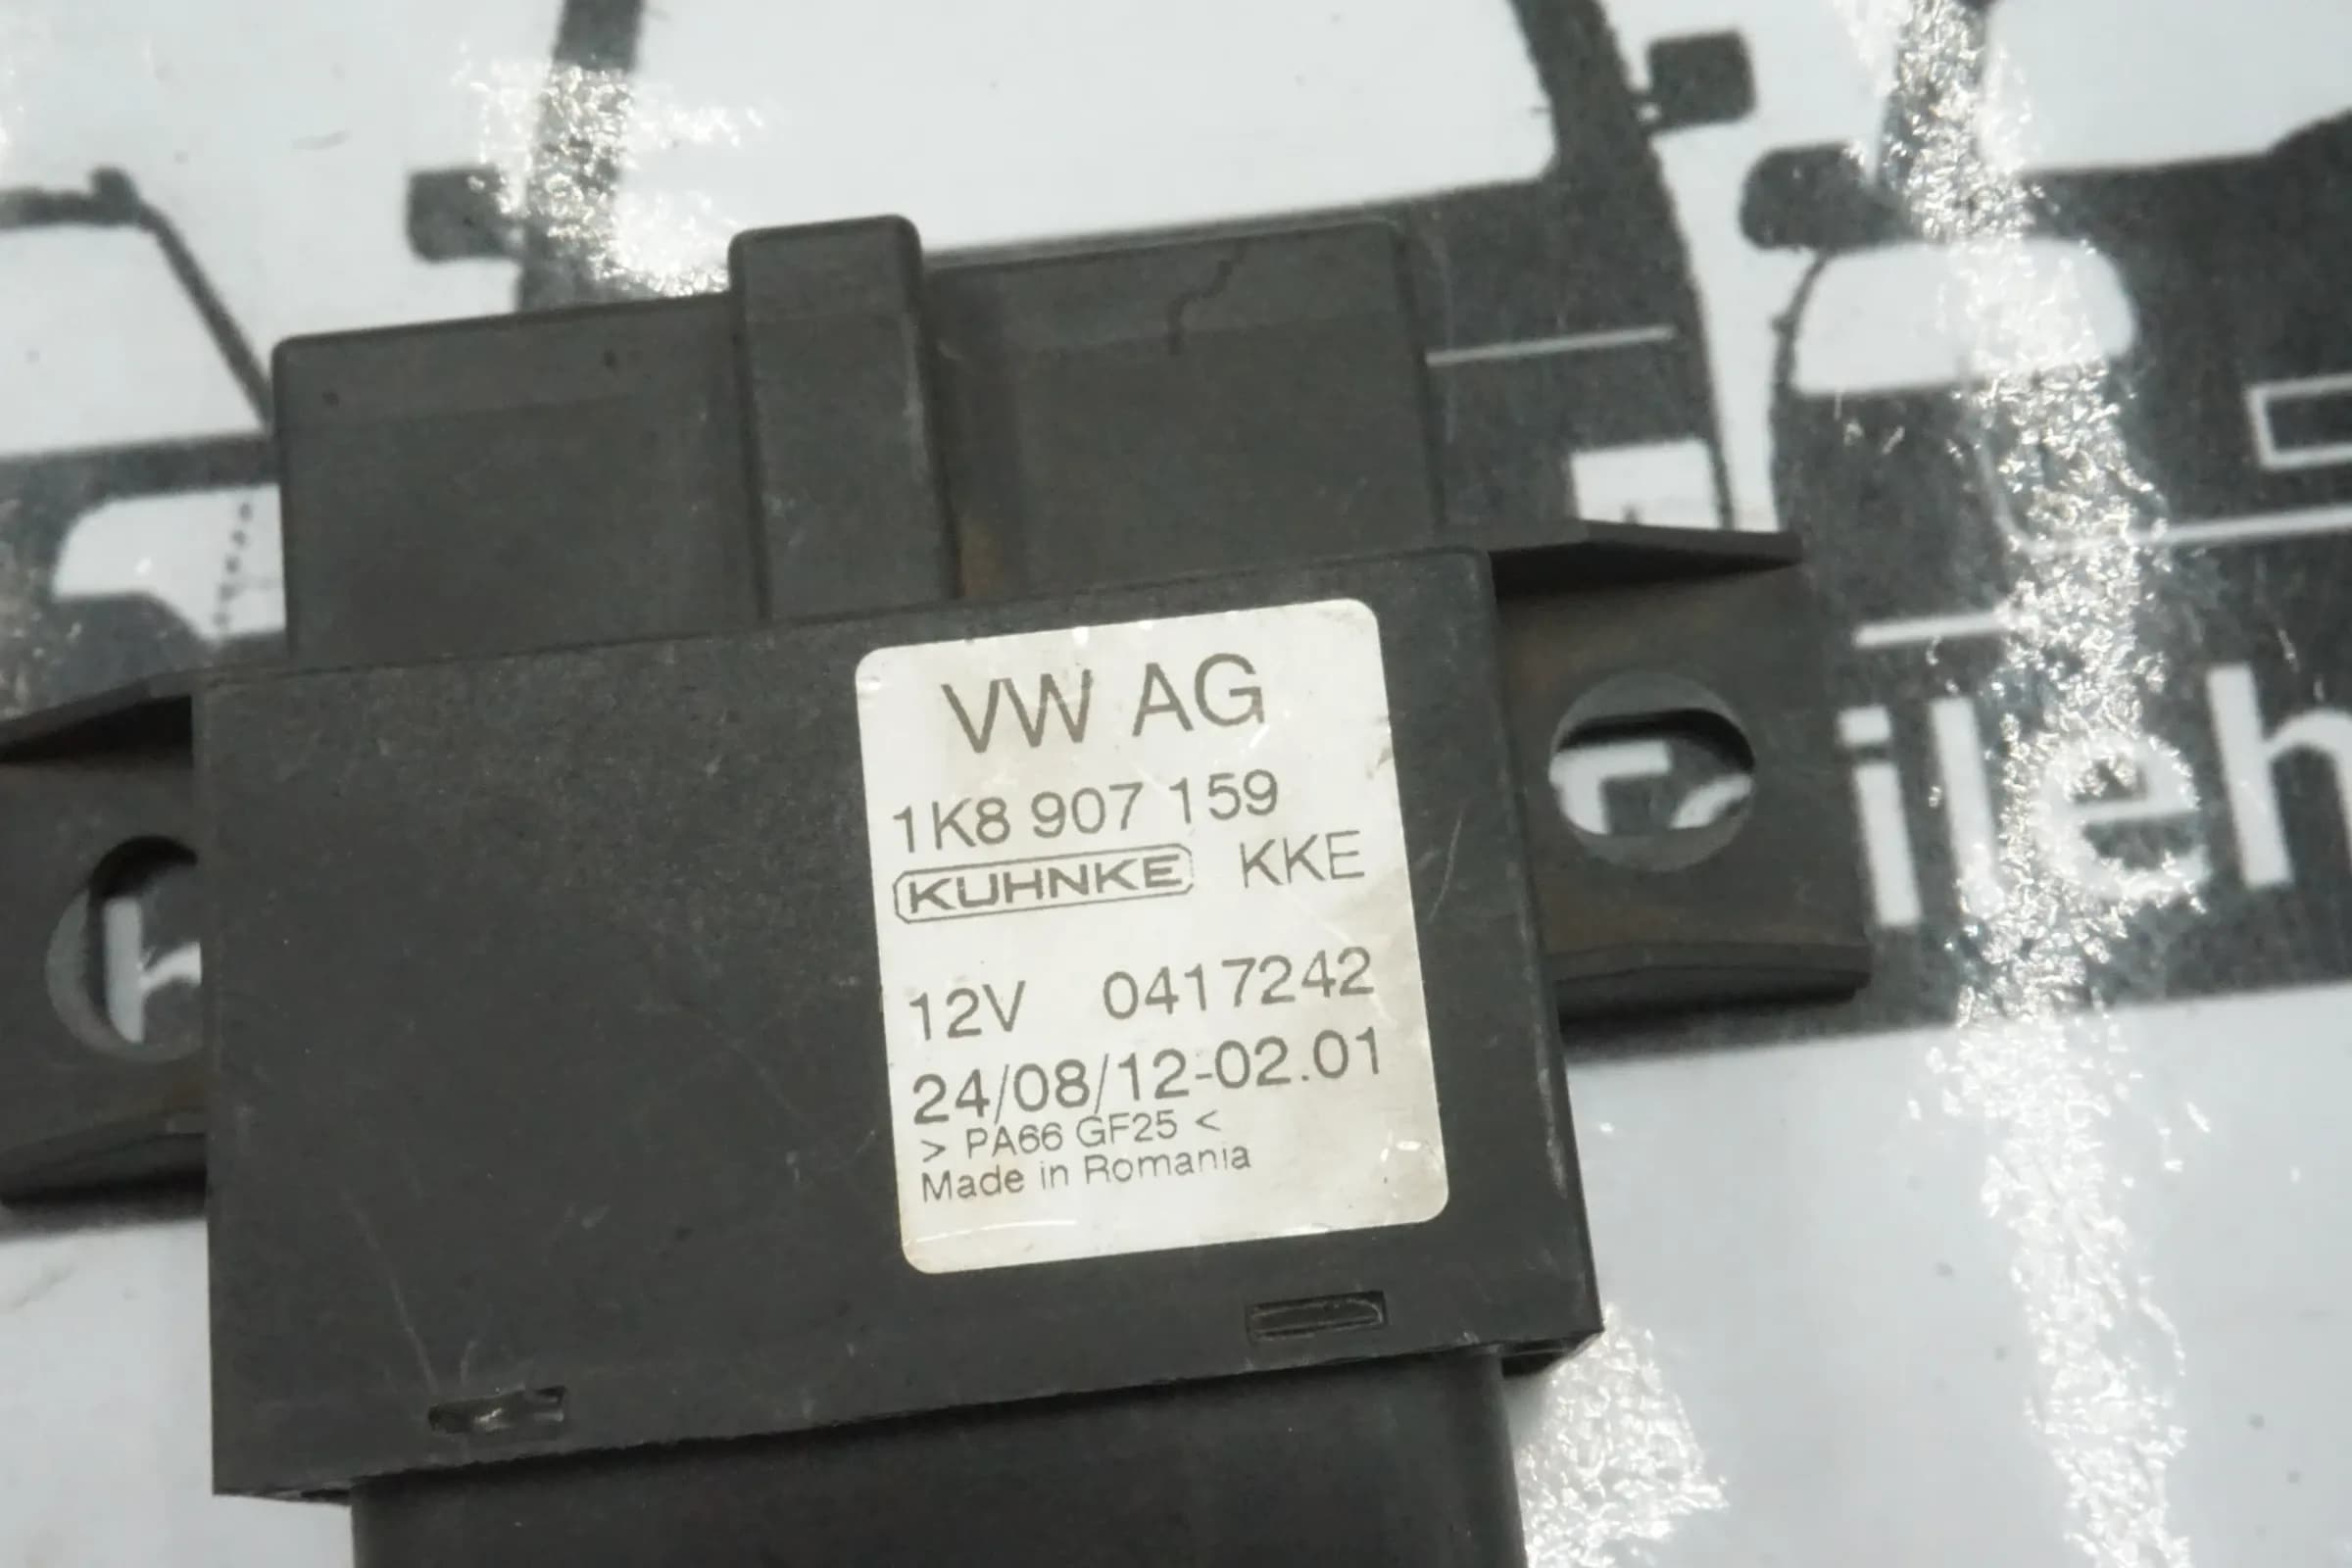 VW AG
1K8 907 159
KUHNKE KKE
12V 0417242
24/08/12-02.01
> PA66 GF25 <
Made in Romania
ileh